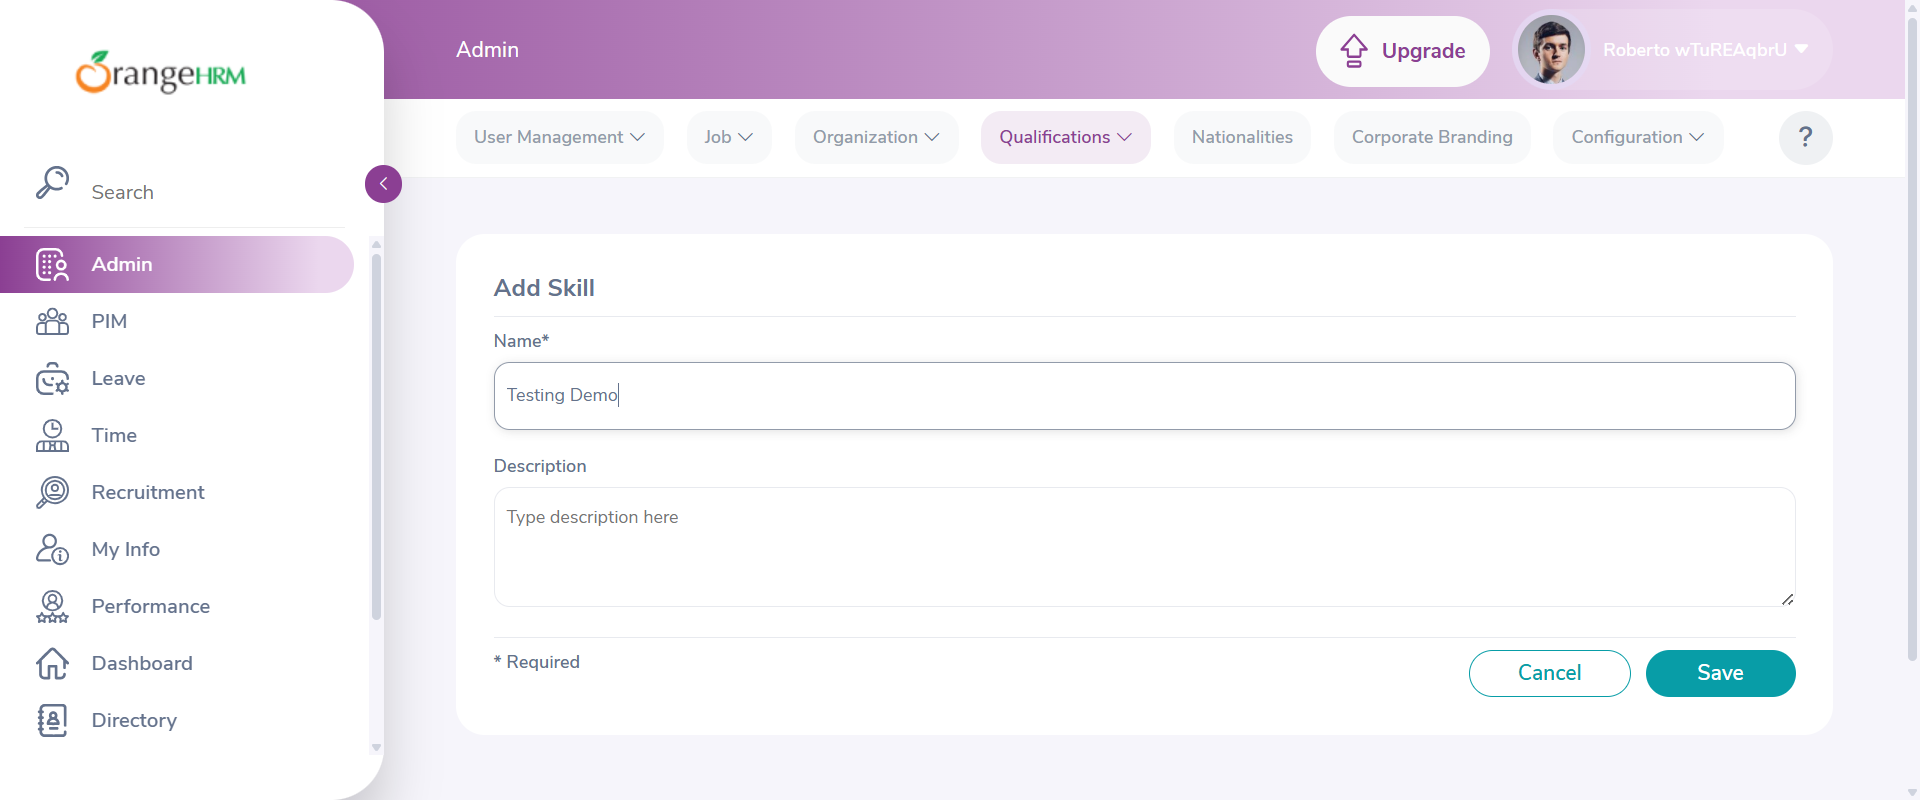 OrangeHRM
Admin
Upgrade
Roberto wTuREAqbrU
User Management
Job
Organization
Qualifications
Nationalities
Corporate Branding
Configuration
?
Search
Admin
PIM
Leave
Time
Recruitment
My Info
Performance
Dashboard
Directory
Add Skill
Name*
Testing Demo
Description
Type description here
* Required
Cancel
Save